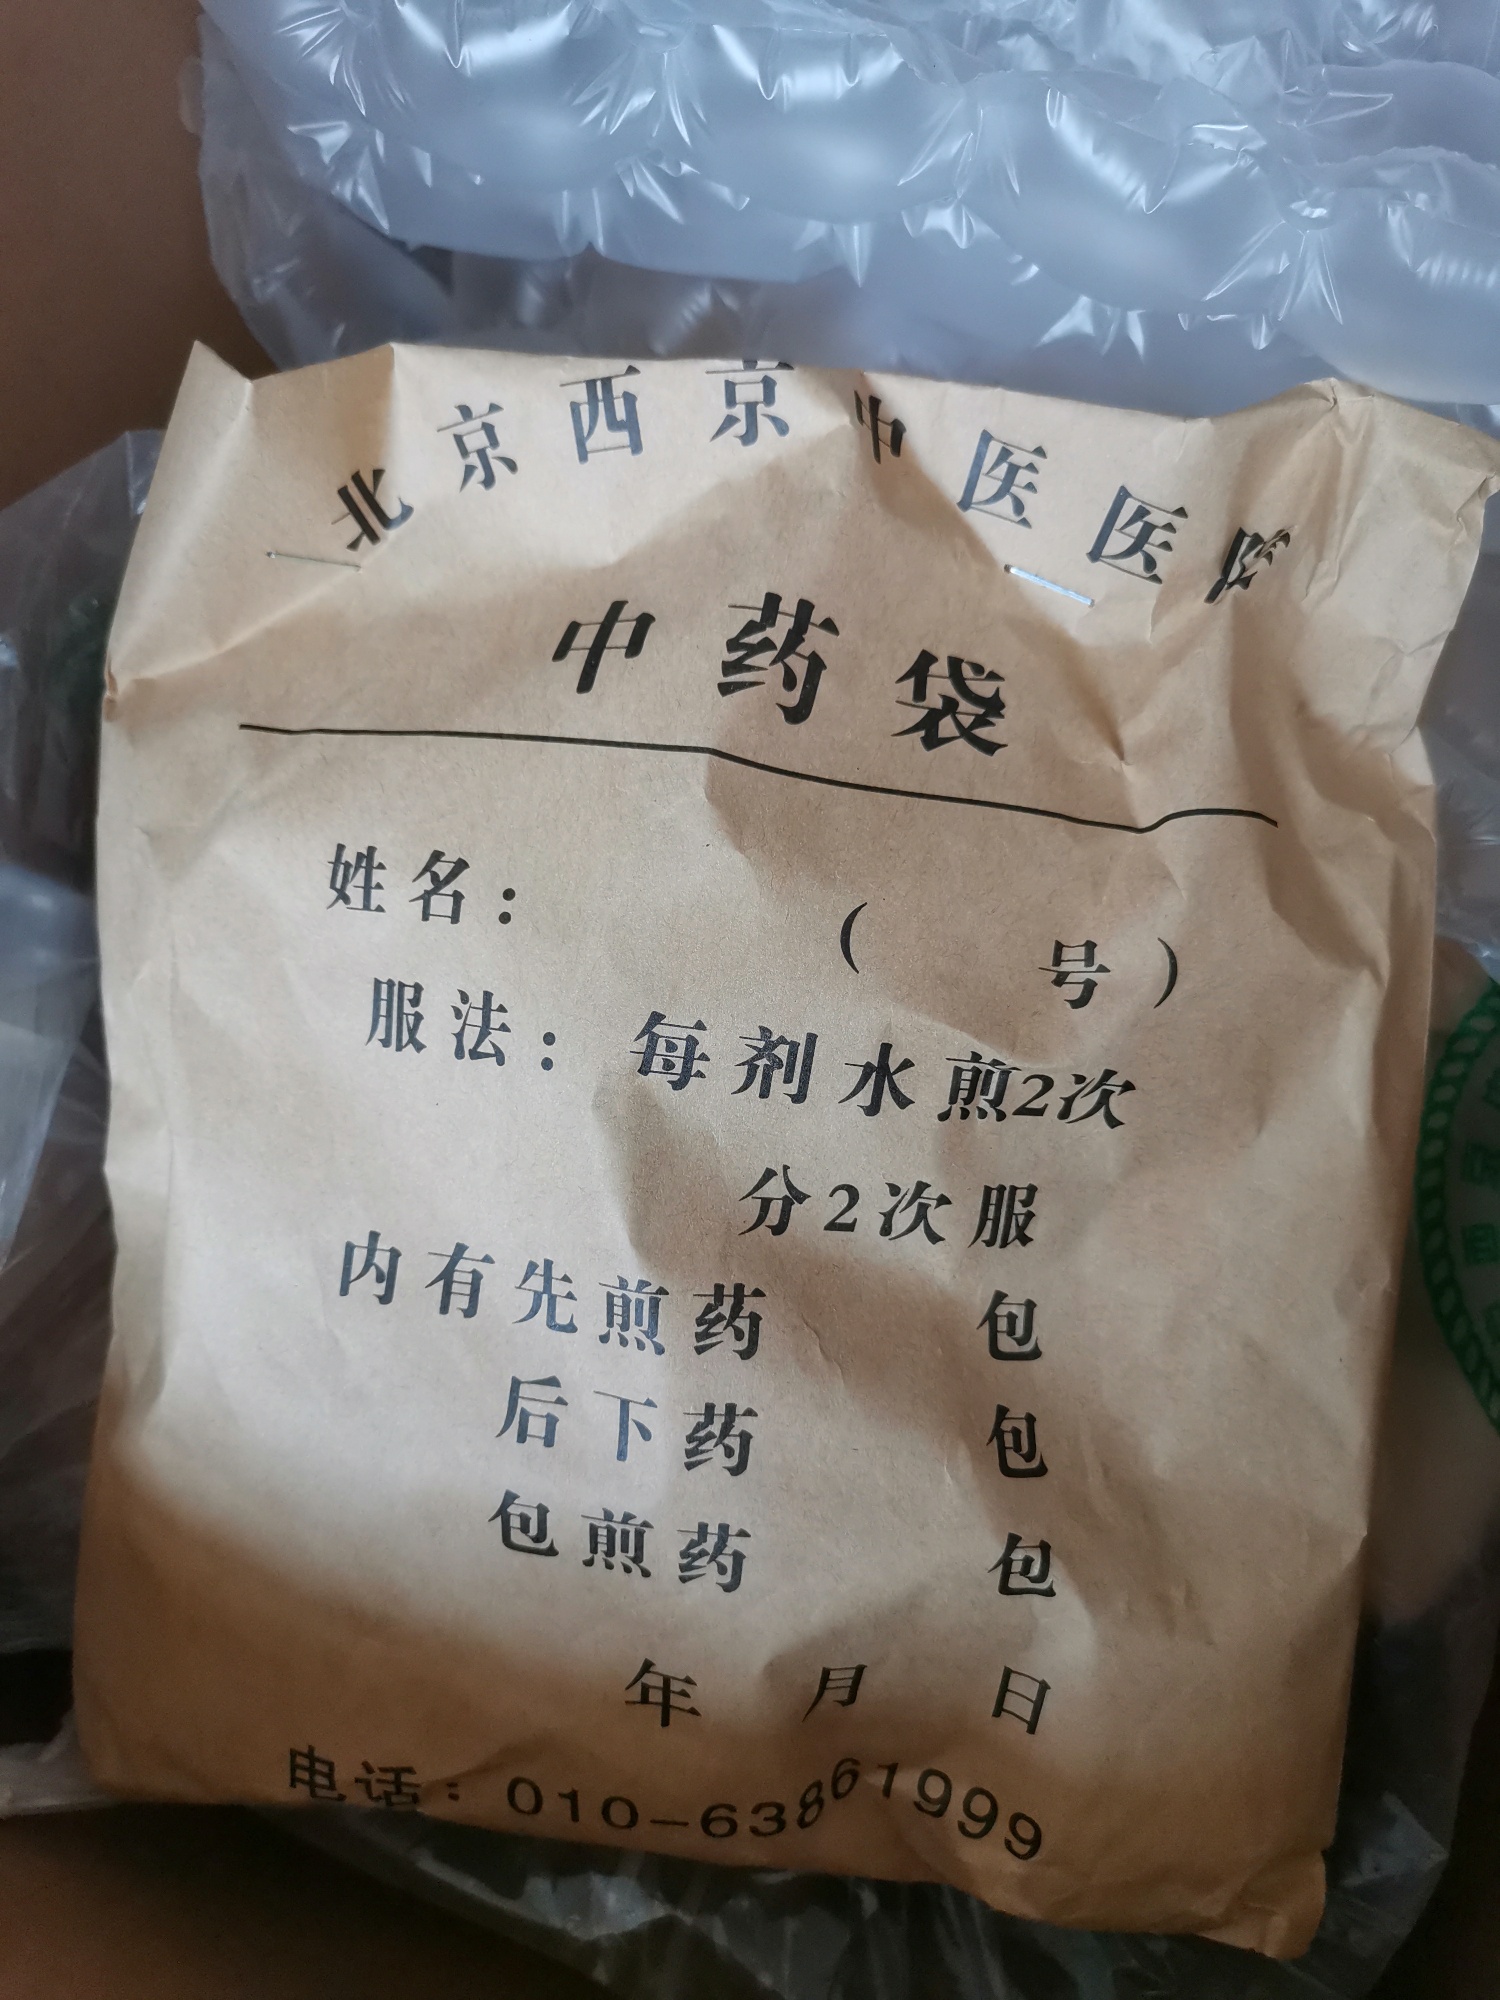 北京西京中医医院
中药袋
姓名： （ 号）
服法：每剂水煎2次
分2次服
内有先煎药 包
后下药 包
包煎药 包
年 月 日
电话：010-63861999